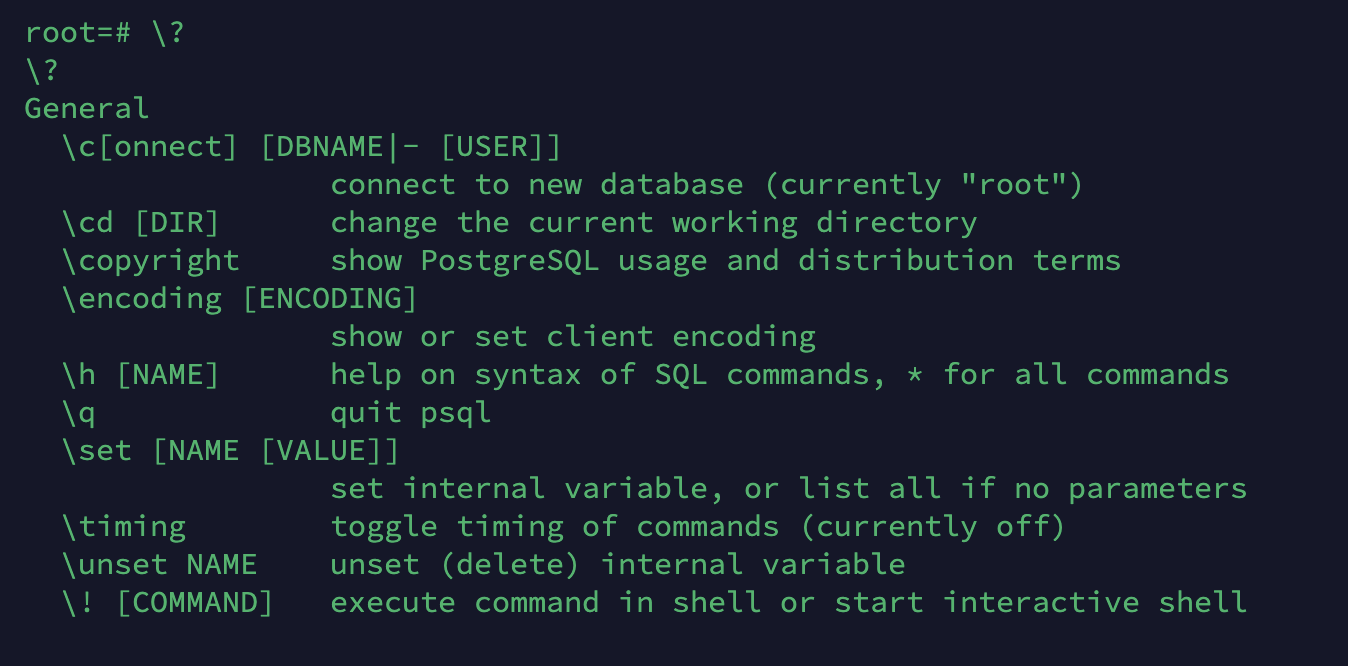 root=# \?
\?
General
  \c[onnect] [DBNAME|- [USER]]
                 connect to new database (currently "root")
  \cd [DIR]      change the current working directory
  \copyright     show PostgreSQL usage and distribution terms
  \encoding [ENCODING]
                 show or set client encoding
  \h [NAME]      help on syntax of SQL commands, * for all commands
  \q             quit psql
  \set [NAME [VALUE]]
                 set internal variable, or list all if no parameters
  \timing        toggle timing of commands (currently off)
  \unset NAME    unset (delete) internal variable
  \! [COMMAND]   execute command in shell or start interactive shell